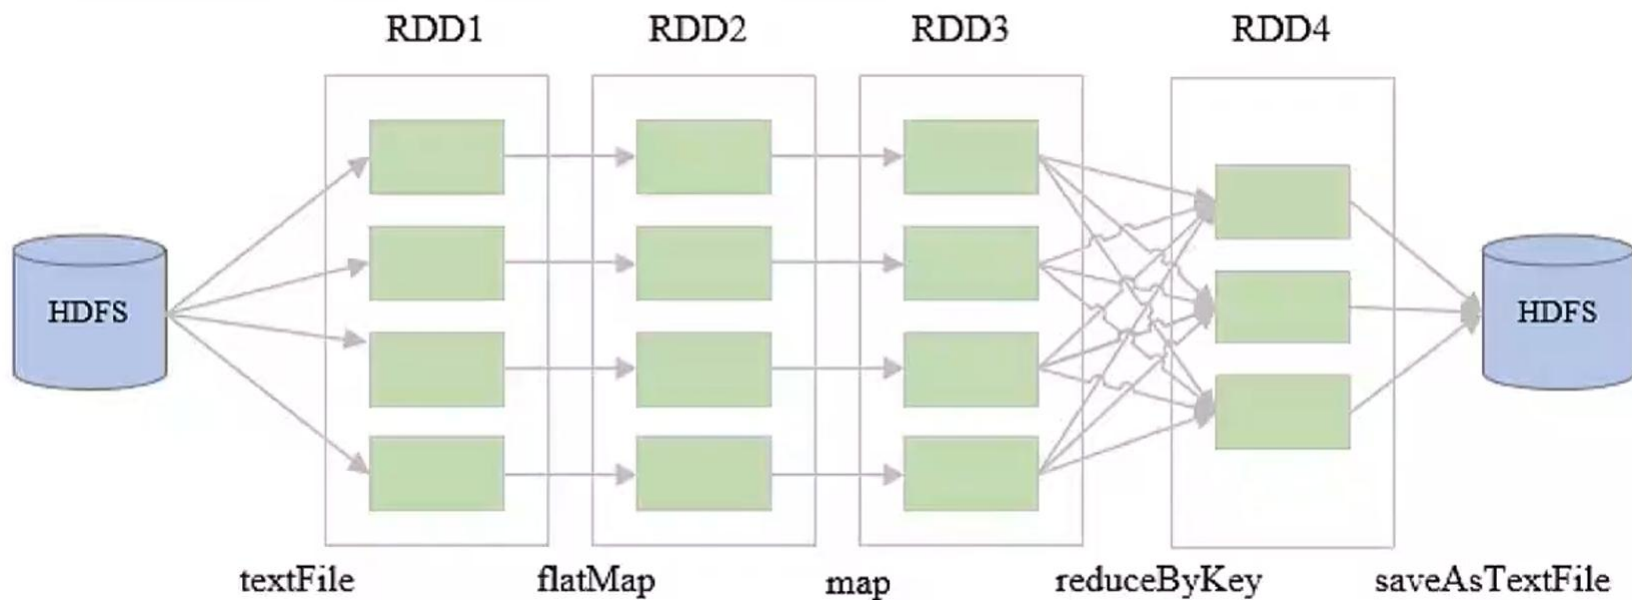 RDD1
RDD2
RDD3
RDD4
HDFS
HDFS
textFile
flatMap
map
reduceByKey
saveAsTextFile